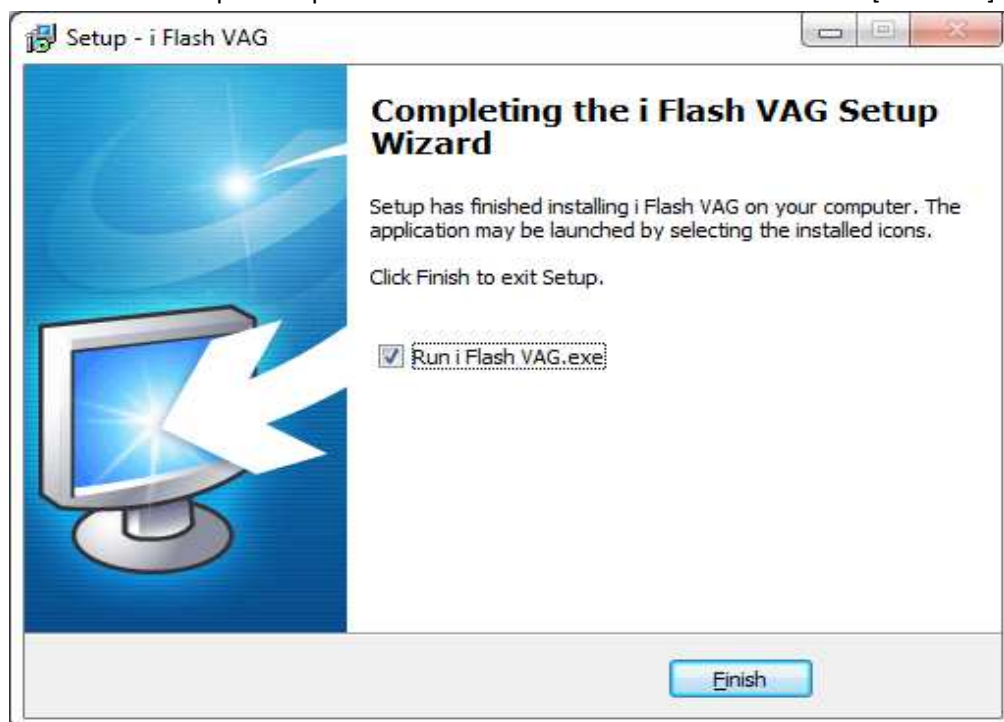 Setup - i Flash VAG
Completing the i Flash VAG Setup
Wizard
Setup has finished installing i Flash VAG on your computer. The
application may be launched by selecting the installed icons.
Click Finish to exit Setup.
Run i Flash VAG.exe
Finish